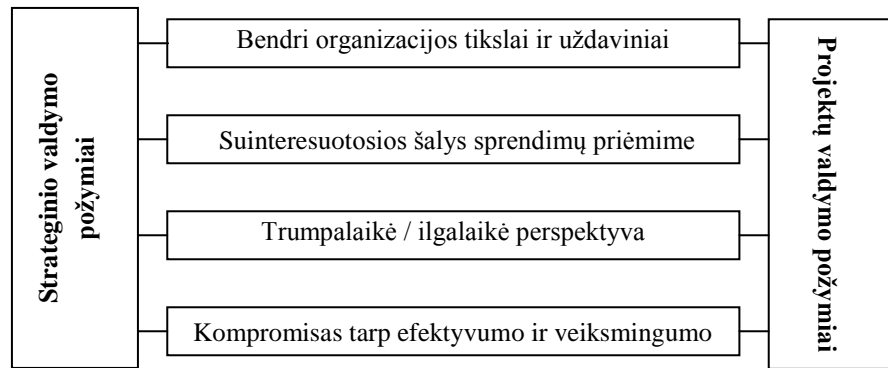 Strateginio valdymo
požymiai
Bendri organizacijos tikslai ir uždaviniai
Suinteresuotosios šalys sprendimų priėmime
Trumpalaikė / ilgalaikė perspektyva
Kompromisas tarp efektyvumo ir veiksmingumo
Projektų valdymo požymiai